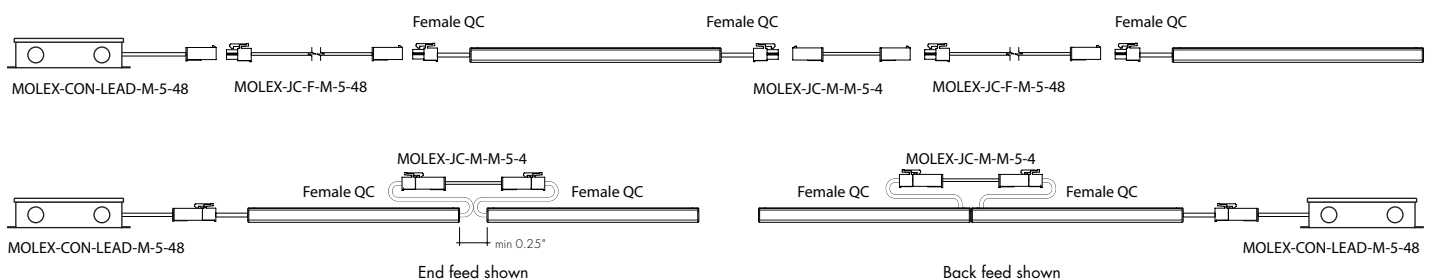 Female QC
Female QC
Female QC
MOLEX-CON-LEAD-M-5-48
MOLEX-JC-F-M-5-48
MOLEX-JC-M-M-5-4
MOLEX-JC-F-M-5-48
MOLEX-JC-M-M-5-4
MOLEX-JC-M-M-5-4
Female QC
Female QC
Female QC
Female QC
MOLEX-CON-LEAD-M-5-48
min 0.25"
MOLEX-CON-LEAD-M-5-48
End feed shown
Back feed shown